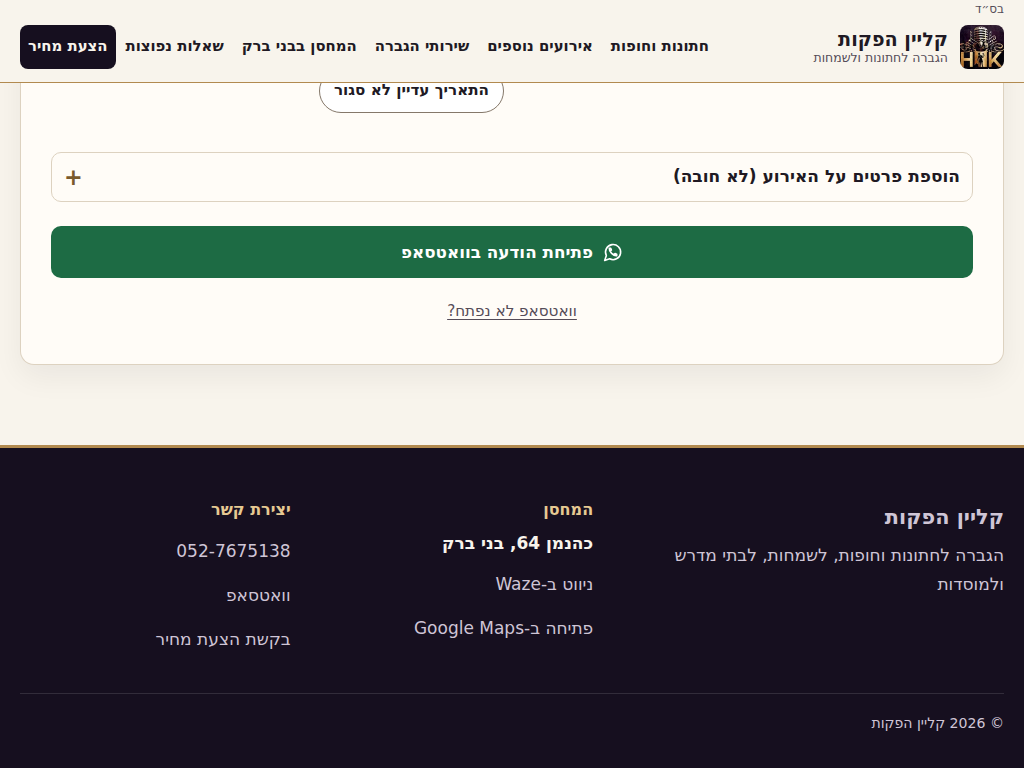 בס״ד
קליין הפקות
הגברה לחתונות ולשמחות
חתונות וחופות
אירועים נוספים
שירותי הגברה
המחסן בבני ברק
שאלות נפוצות
הצעת מחיר
התאריך עדיין לא סגור
הוספת פרטים על האירוע (לא חובה)
+
פתיחת הודעה בוואטסאפ
וואטסאפ לא נפתח?
קליין הפקות
הגברה לחתונות וחופות, לשמחות, לבתי מדרש
ולמוסדות
המחסן
כהנמן 64, בני ברק
ניווט ב-Waze
פתיחה ב-Google Maps
יצירת קשר
052-7675138
וואטסאפ
בקשת הצעת מחיר
© 2026 קליין הפקות